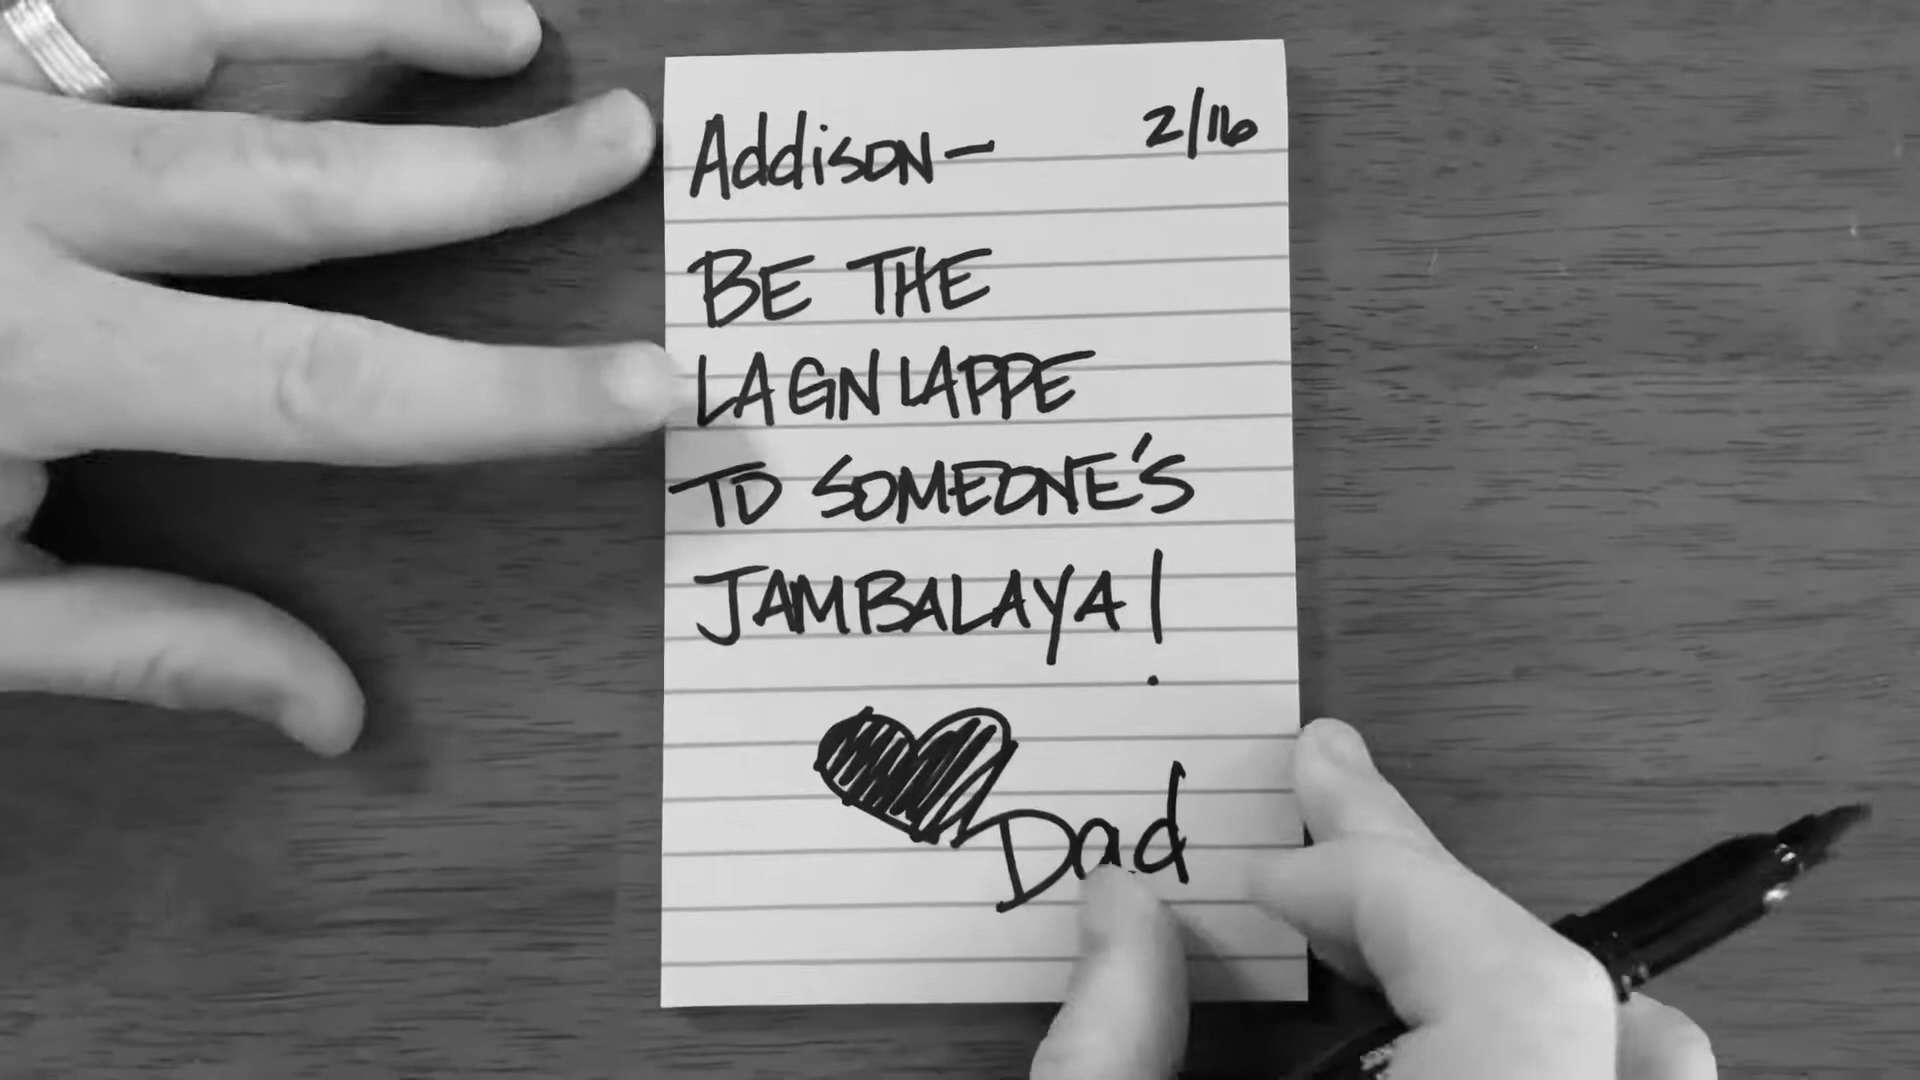 Addison— 2/16
BE THE
LAGNIAPPE
TO SOMEONE'S
JAMBALAYA!
Dad